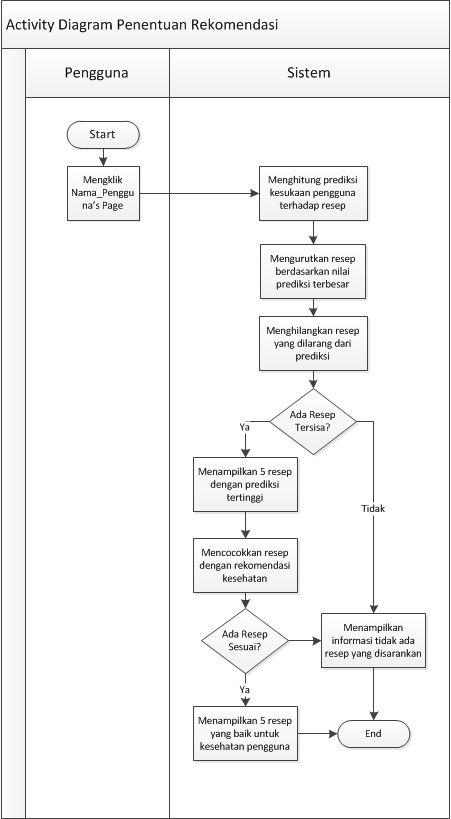 Activity Diagram Penentuan Rekomendasi
Pengguna
Sistem
Start
Mengklik
Nama_Penggu
na's Page
Menghitung prediksi
kesukaan pengguna
terhadap resep
Mengurutkan resep
berdasarkan nilai
prediksi terbesar
Menghilangkan resep
yang dilarang dari
prediksi
Ada Resep
Tersisa?
Ya
Tidak
Menampilkan 5 resep
dengan prediksi
tertinggi
Mencocokkan resep
dengan rekomendasi
kesehatan
Ada Resep
Sesuai?
Menampilkan
informasi tidak ada
resep yang disarankan
Ya
Menampilkan 5 resep
yang baik untuk
kesehatan pengguna
End